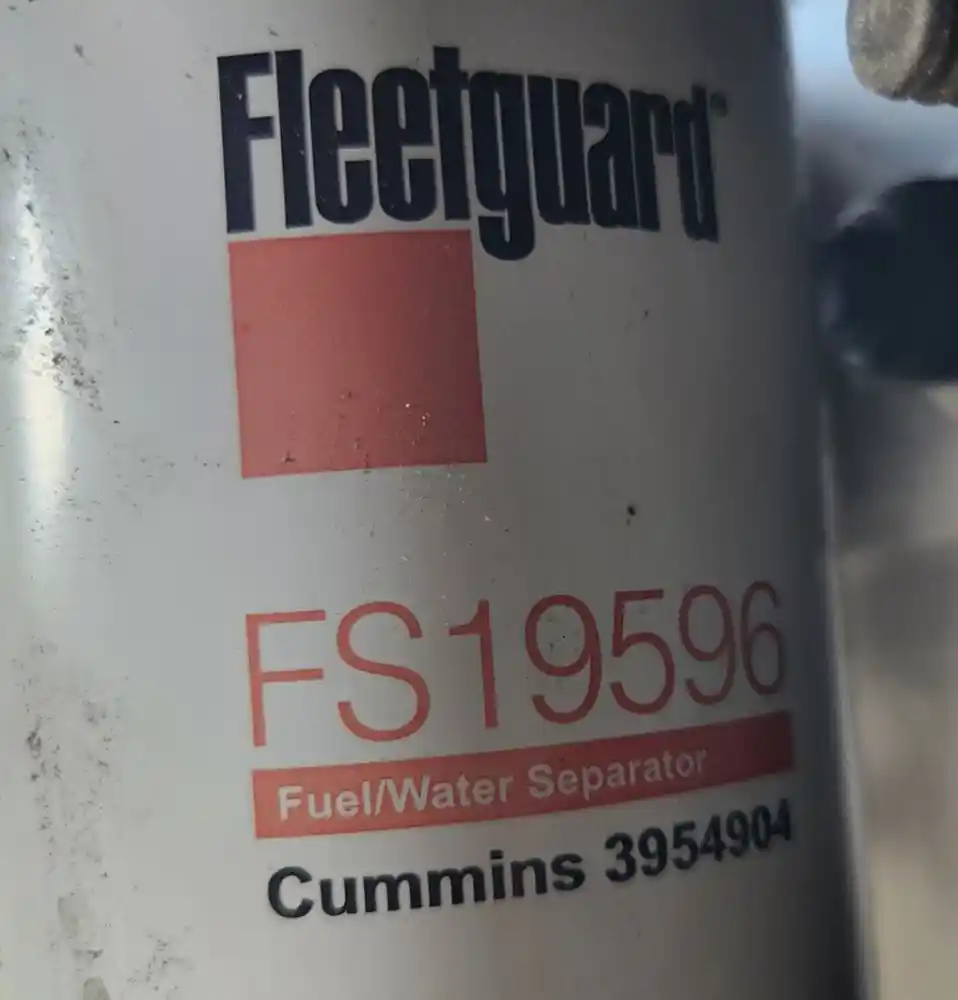 Fleetguard
FS19596
Fuel/Water Separator
Cummins 3954904